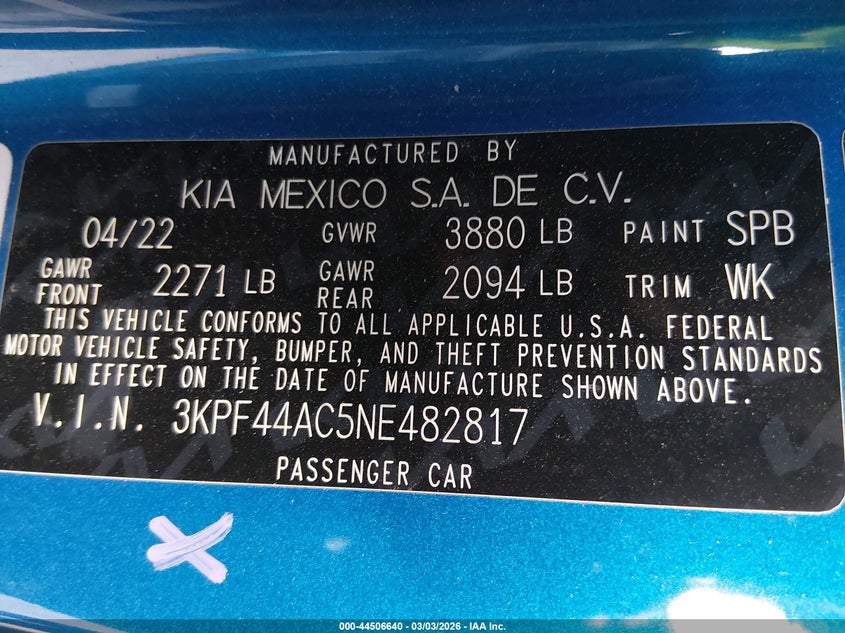 MANUFACTURED BY
KIA MEXICO S.A. DE C.V.
04/22 GVWR 3880 LB PAINT SPB
GAWR FRONT 2271 LB GAWR REAR 2094 LB TRIM WK
THIS VEHICLE CONFORMS TO ALL APPLICABLE U.S.A. FEDERAL
MOTOR VEHICLE SAFETY, BUMPER, AND THEFT PREVENTION STANDARDS
IN EFFECT ON THE DATE OF MANUFACTURE SHOWN ABOVE.
V.I.N. 3KPF44AC5NE482817
PASSENGER CAR
000-44506640 - 03/03/2026 - IAA Inc.